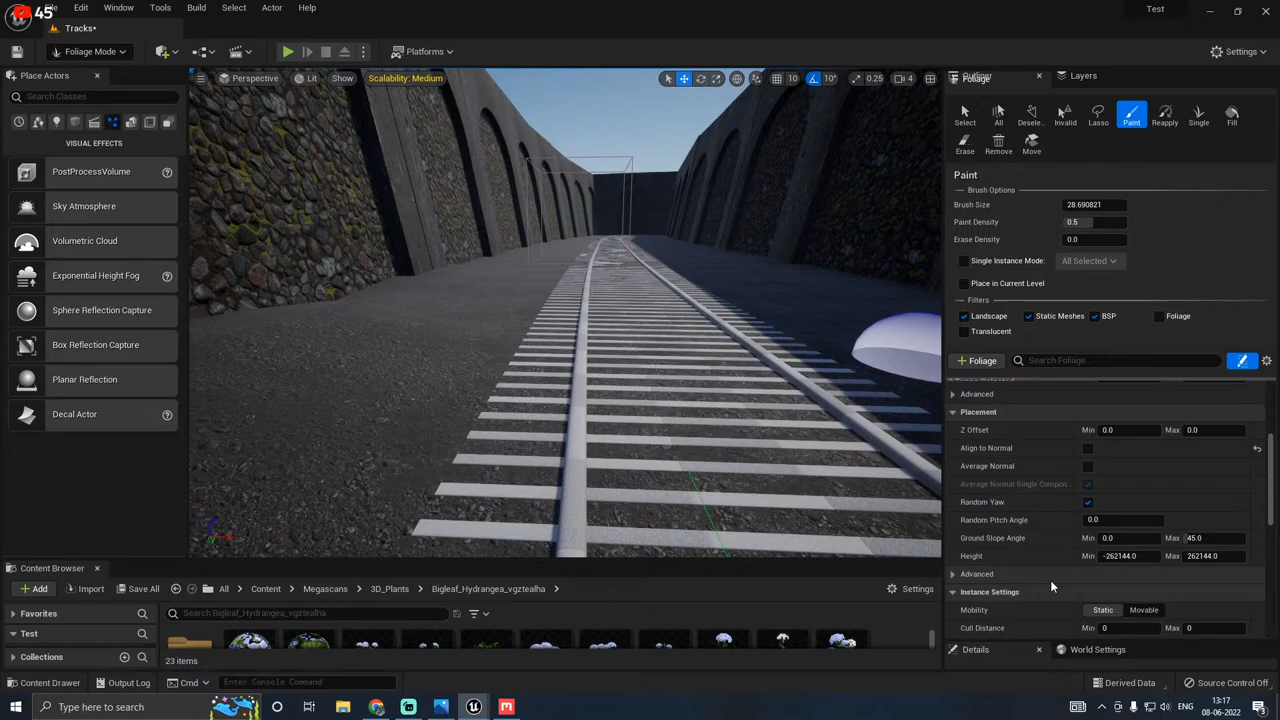 45
Edit Window Tools Build Select Actor Help
Test
Tracks*
Foliage Mode
Platforms
Settings
Place Actors
Search Classes
VISUAL EFFECTS
PostProcessVolume
Sky Atmosphere
Volumetric Cloud
Exponential Height Fog
Sphere Reflection Capture
Box Reflection Capture
Planar Reflection
Decal Actor
Perspective Lit Show Scalability: Medium
10 10° 0.25 4
Foliage
Outliner
Layers
Select All Desele... Invalid Lasso Paint Reapply Single Fill
Erase Remove Move
Paint
Brush Options
Brush Size 28.690821
Paint Density 0.5
Erase Density 0.0
Single Instance Mode: All Selected
Place in Current Level
Filters
Landscape Static Meshes BSP Foliage
Translucent
+ Foliage Search Foliage
Advanced
Placement
Z Offset Min 0.0 Max 0.0
Align to Normal
Average Normal
Average Normal Single Compon...
Random Yaw
Random Pitch Angle 0.0
Ground Slope Angle Min 0.0 Max 45.0
Height Min -262144.0 Max 262144.0
Advanced
Instance Settings
Mobility Static Movable
Cull Distance Min 0 Max 0
Details World Settings
Content Browser
Add Import Save All All Content Megascans 3D_Plants Bigleaf_Hydrangea_vgztealha Settings
Favorites
Search Bigleaf_Hydrangea_vgztealha
Test
Collections
23 items
Content Drawer Output Log Cmd Enter Console Command Derived Data Source Control Off
Type here to search
ENG
13:17
08-06-2022
3